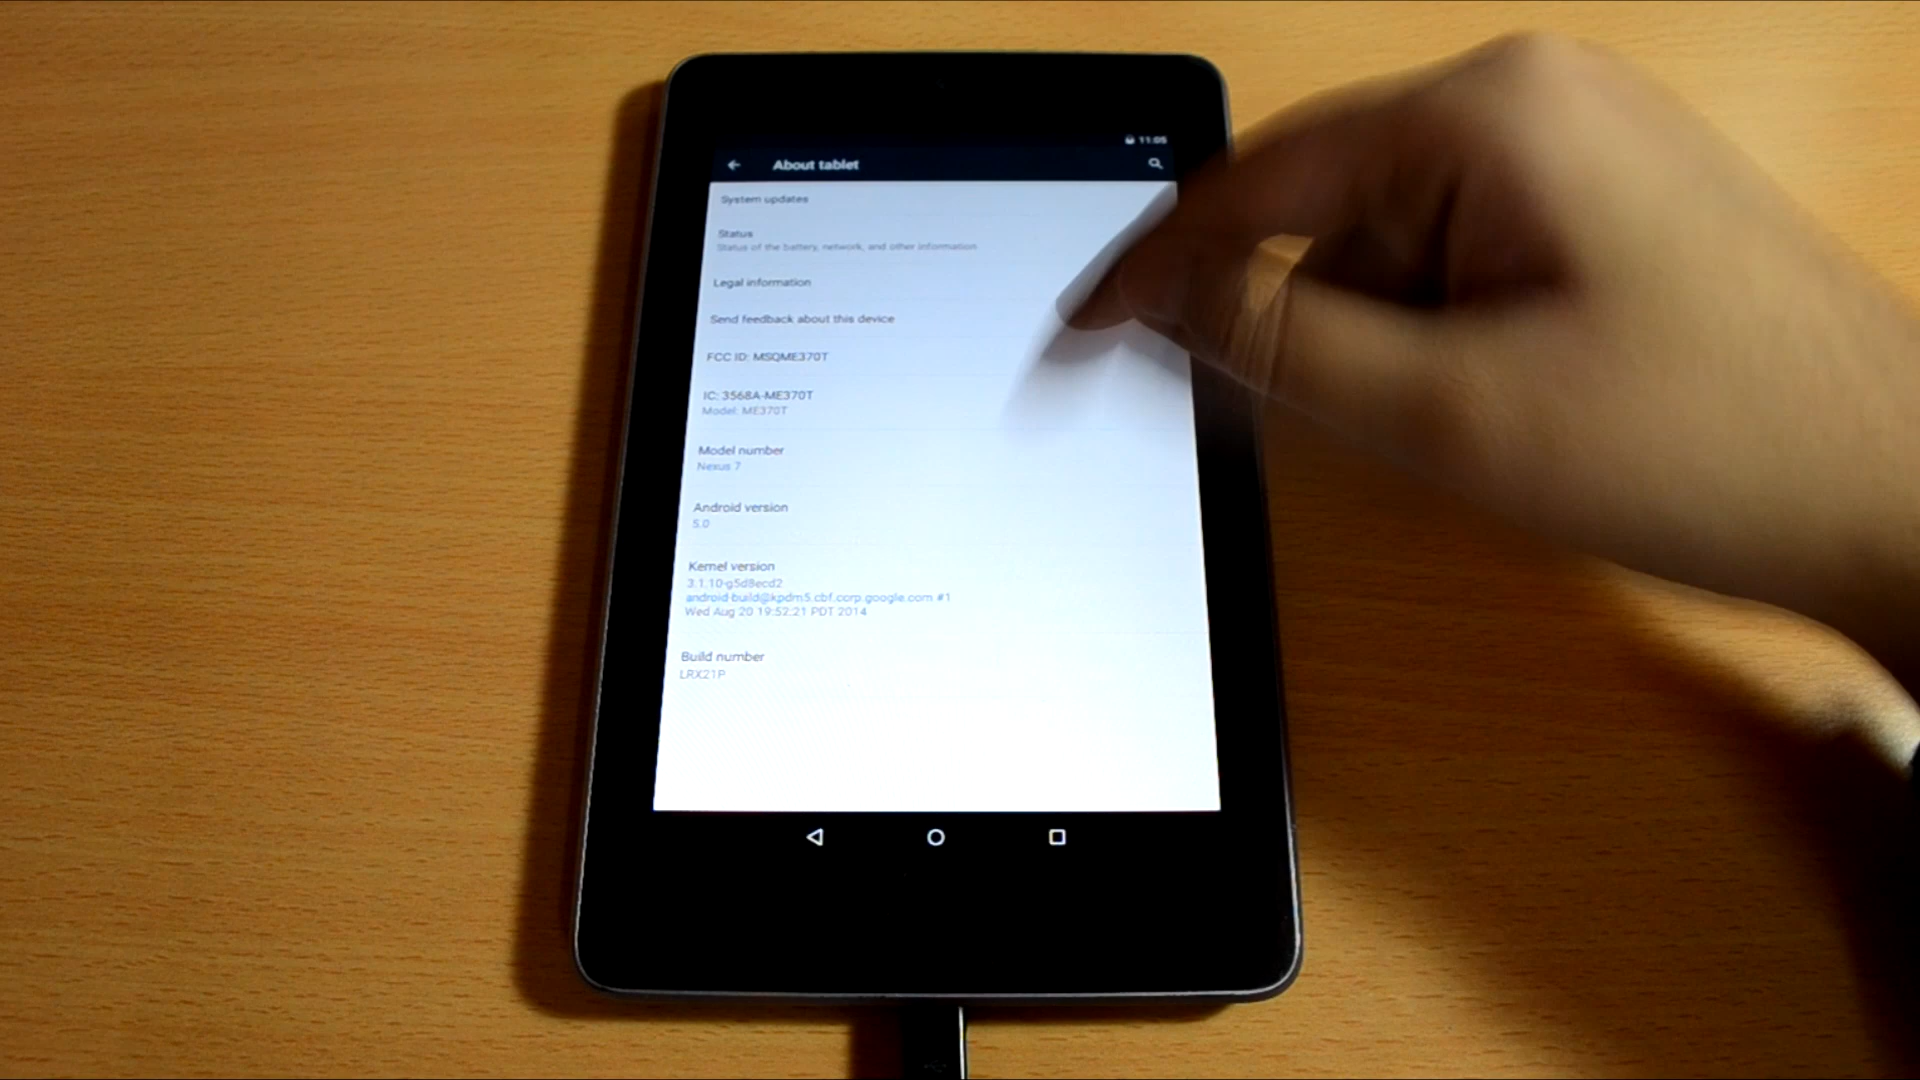 11:05
About tablet
System updates
Status
Status of the battery, network, and other information
Legal information
Send feedback about this device
FCC ID: MSQME370T
IC: 3568A-ME370T
Model: ME370T
Model number
Nexus 7
Android version
5.0
Kernel version
3.1.10-g5d8ecd2
android-build@kpdm5.cbf.corp.google.com #1
Wed Aug 20 19:52:21 PDT 2014
Build number
LRX21P